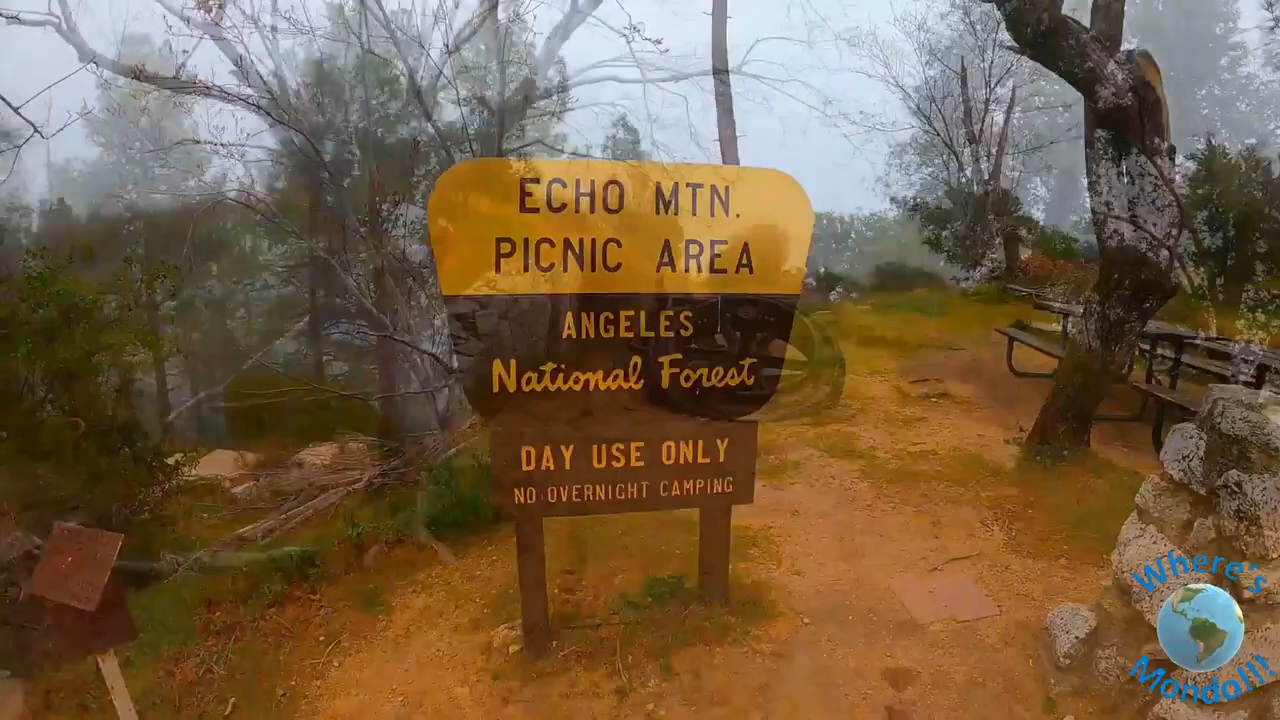 ECHO MTN.
PICNIC AREA
ANGELES
National Forest
DAY USE ONLY
NO OVERNIGHT CAMPING
Where's
Mondo!!!